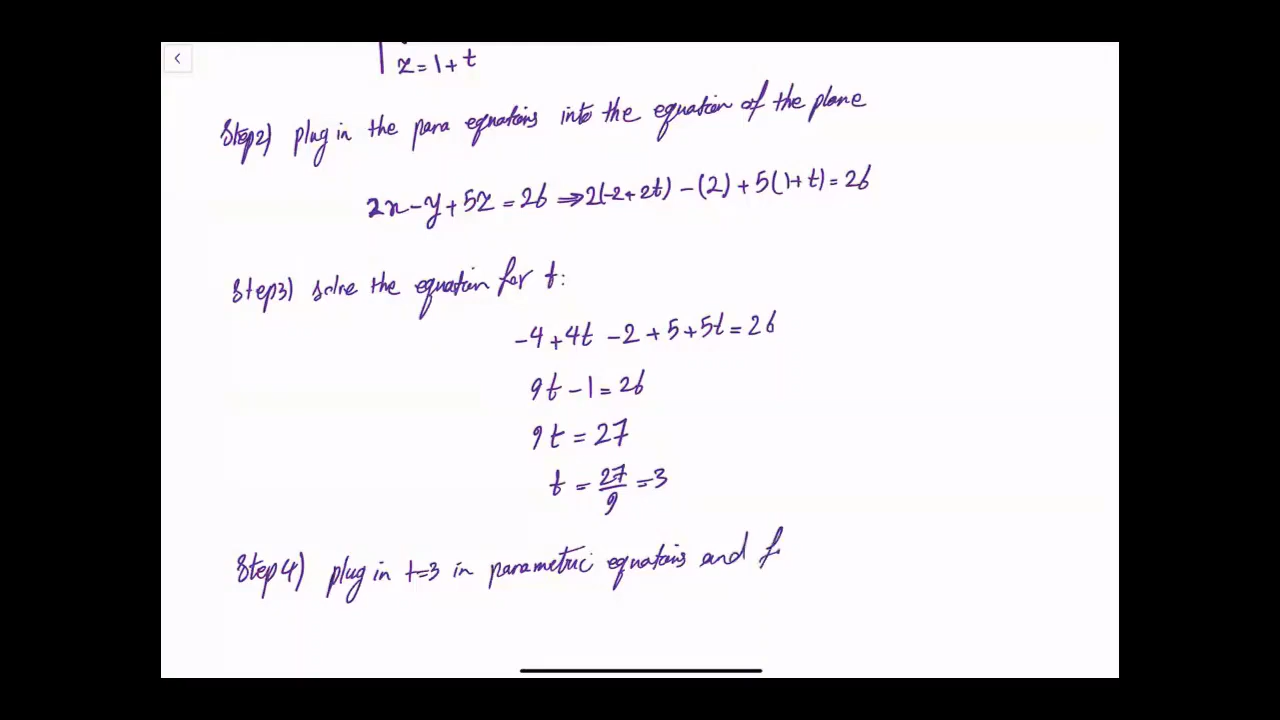 z = 1 + t
Step2) plug in the para equations into the equation of the plane
2x - y + 5z = 26 ⇒ 2(-2 + 2t) - (2) + 5(1 + t) = 26
Step3) solve the equation for t:
-4 + 4t - 2 + 5 + 5t = 26
9t - 1 = 26
9t = 27
t = 27/9 = 3
Step4) plug in t=3 in parametric equations and f